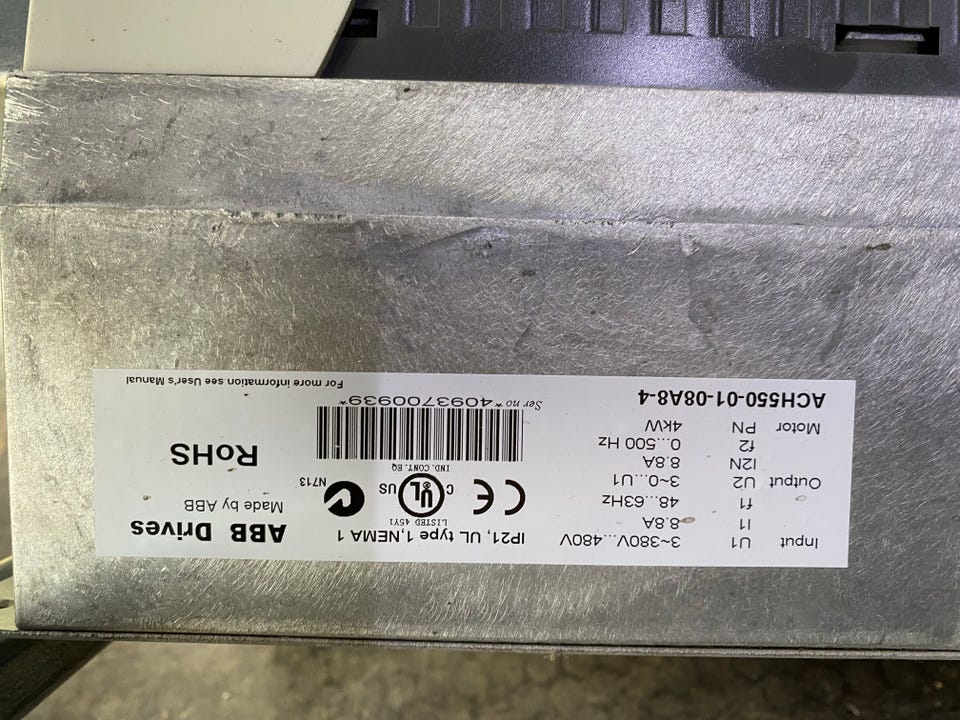 Input U1 3~380V...480V
I1 8.8A
f1 48...63Hz
Output U2 3~0...U1
I2N 8.8A
f2 0...500 Hz
Motor PN 4kW
ACH550-01-08A8-4
IP21, UL type 1,NEMA 1
LISTED 45Y1
C UL US
IND. CONT. EQ
CE
N713
Ser no *4093700939*
ABB Drives
Made by ABB
RoHS
For more information see User's Manual